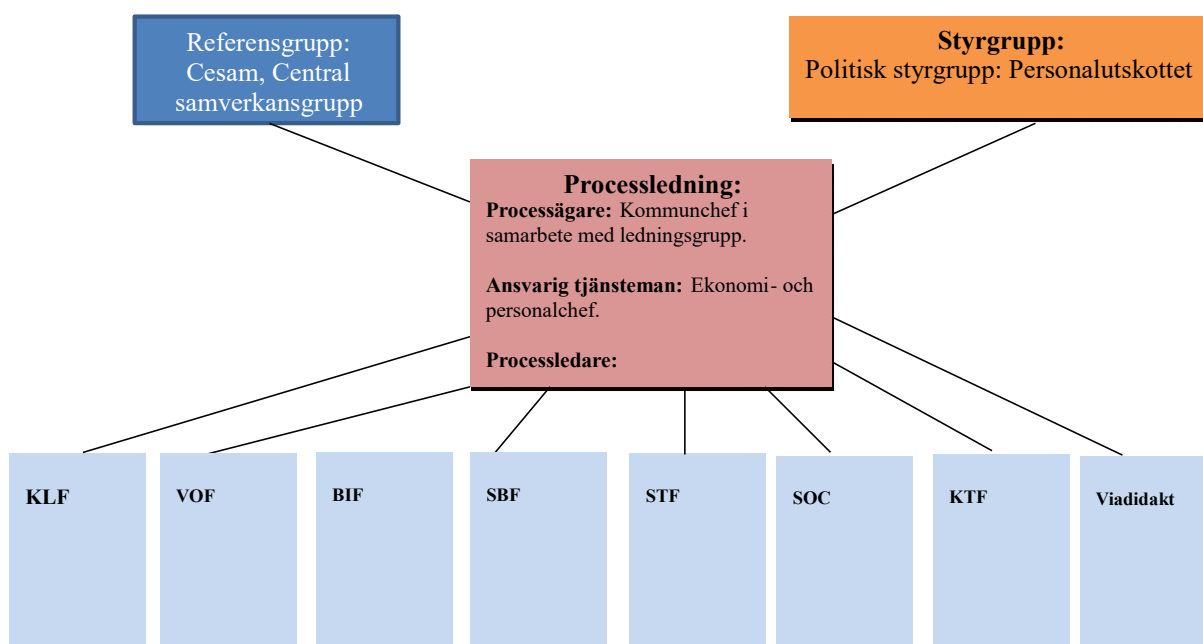 Referensgrupp:
Cesam, Central
samverkansgrupp
Styrgrupp:
Politisk styrgrupp: Personalutskottet
Processledning:
Processägare: Kommunchef i
samarbete med ledningsgrupp.
Ansvarig tjänsteman: Ekonomi- och
personalchef.
Processledare:
KLF
VOF
BIF
SBF
STF
SOC
KTF
Viadidakt